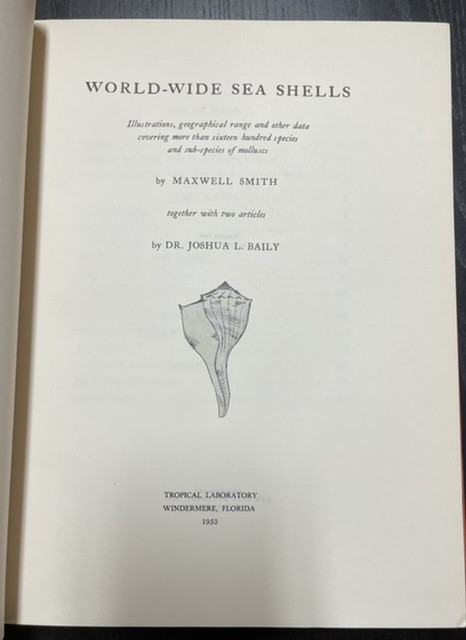 WORLD-WIDE SEA SHELLS
Illustrations, geographical range and other data
covering more than sixteen hundred species
and sub-species of molluscs
by MAXWELL SMITH
together with two articles
by DR. JOSHUA L. BAILY
TROPICAL LABORATORY
WINDERMERE, FLORIDA
1953